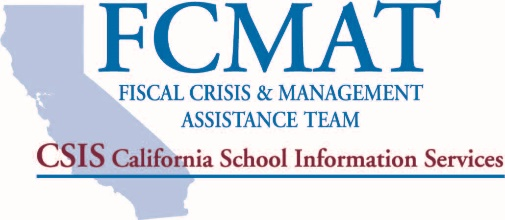 FCMAT
FISCAL CRISIS & MANAGEMENT
ASSISTANCE TEAM
CSIS California School Information Services